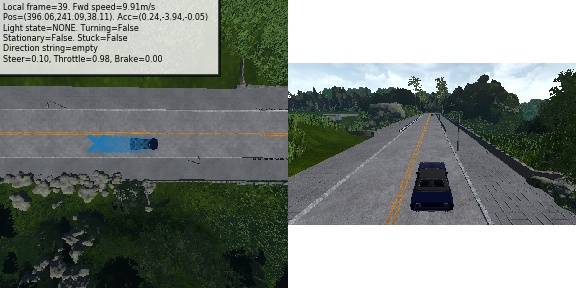 Local frame=39. Fwd speed=9.91m/s
Pos=(396.06,241.09,38.11). Acc=(0.24,-3.94,-0.05)
Light state=NONE. Turning=False
Stationary=False. Stuck=False
Direction string=empty
Steer=0.10, Throttle=0.98, Brake=0.00